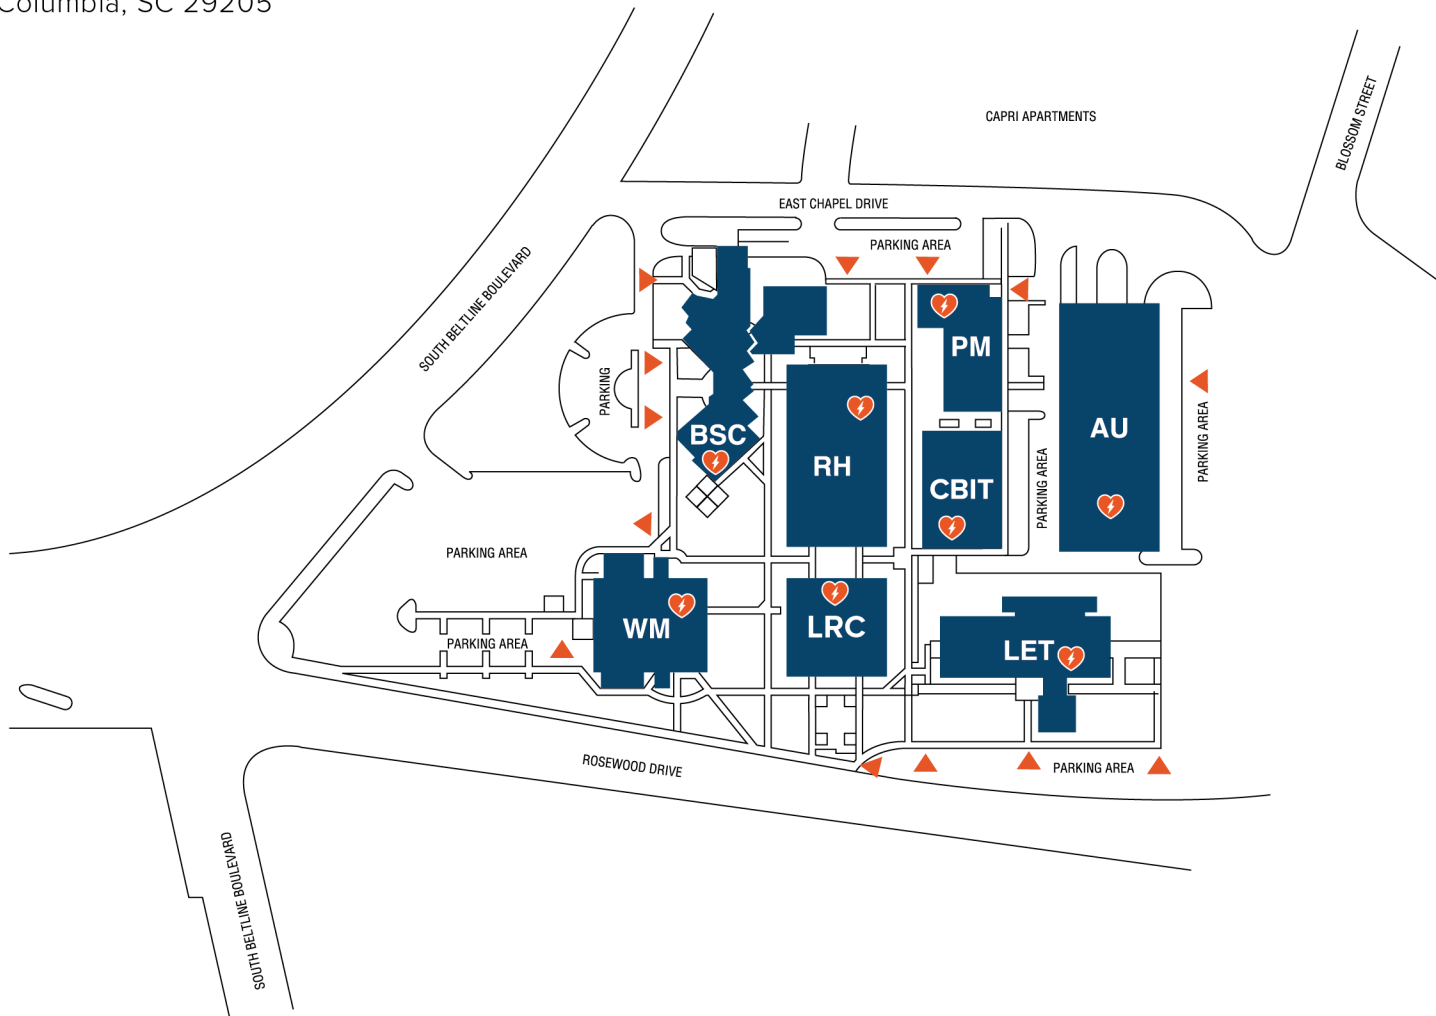 Columbia, SC 29205
CAPRI APARTMENTS
BLOSSOM STREET
EAST CHAPEL DRIVE
PARKING AREA
SOUTH BELTLINE BOULEVARD
PM
PARKING
AU
PARKING AREA
BSC
RH
CBIT
PARKING AREA
PARKING AREA
WM
LRC
PARKING AREA
LET
ROSEWOOD DRIVE
PARKING AREA
SOUTH BELTLINE BOULEVARD